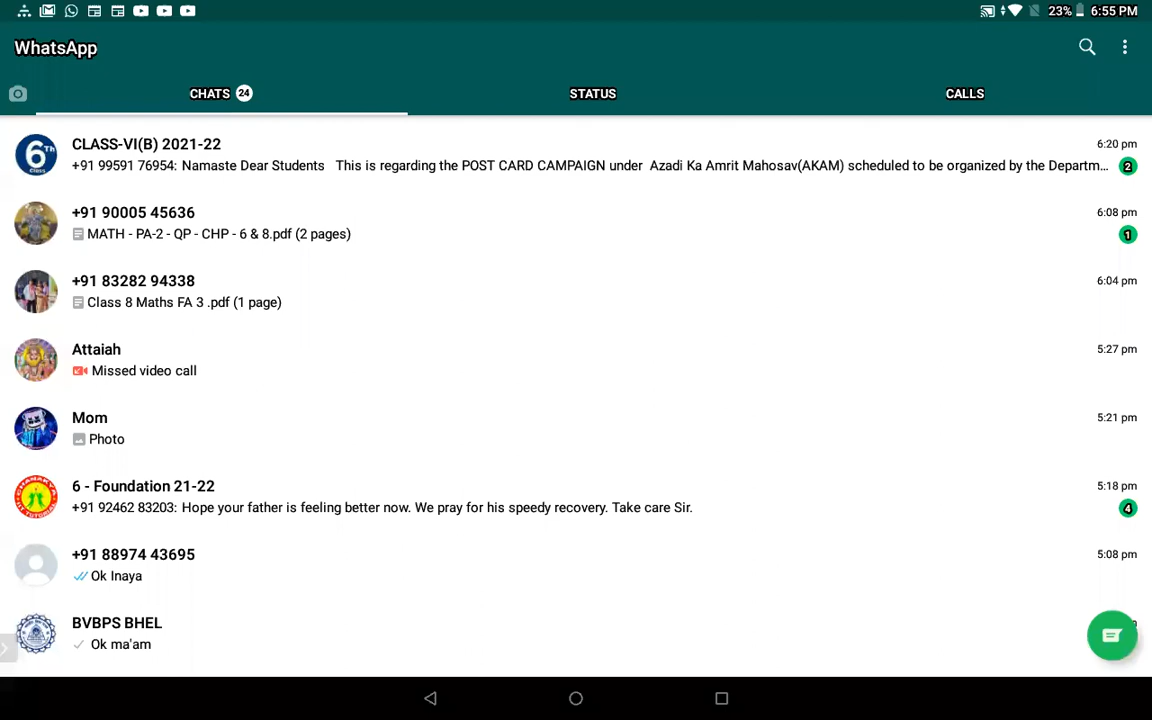 23% 6:55 PM
WhatsApp
CHATS 24 STATUS CALLS
CLASS-VI(B) 2021-22 6:20 pm
+91 99591 76954: Namaste Dear Students   This is regarding the POST CARD CAMPAIGN under  Azadi Ka Amrit Mahosav(AKAM) scheduled to be organized by the Departm... 2
6Th Class
+91 90005 45636 6:08 pm
MATH - PA-2 - QP - CHP - 6 & 8.pdf (2 pages) 1
+91 83282 94338 6:04 pm
Class 8 Maths FA 3 .pdf (1 page)
Attaiah 5:27 pm
Missed video call
Mom 5:21 pm
Photo
6 - Foundation 21-22 5:18 pm
+91 92462 83203: Hope your father is feeling better now. We pray for his speedy recovery. Take care Sir. 4
+91 88974 43695 5:08 pm
Ok Inaya
BVBPS BHEL
Ok ma'am